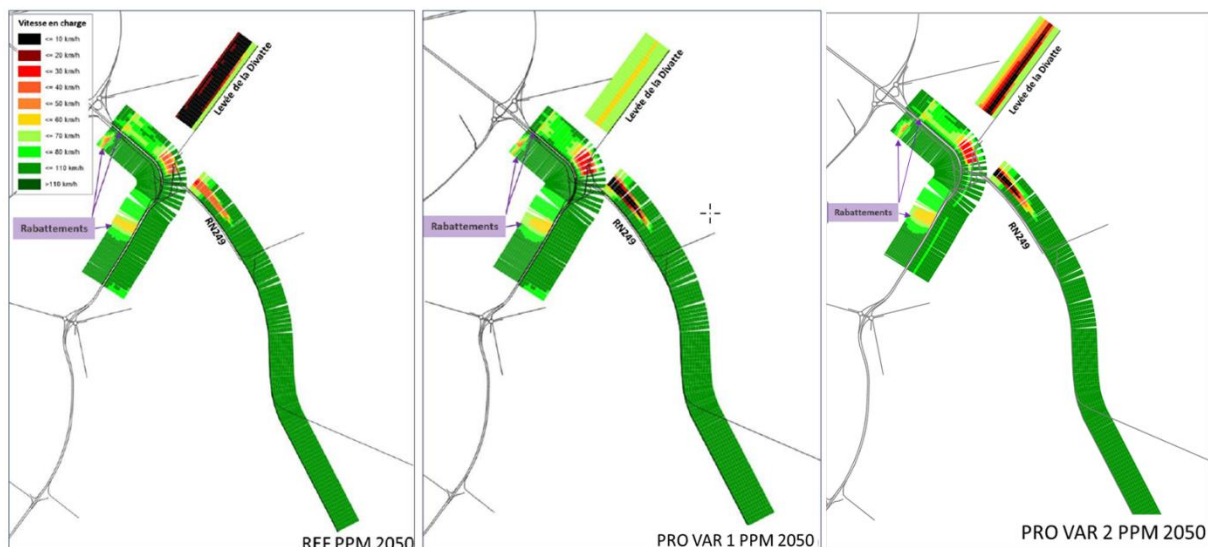 Vitesse en charge
<= 10 km/h
<= 20 km/h
<= 30 km/h
<= 40 km/h
<= 50 km/h
<= 60 km/h
<= 70 km/h
<= 80 km/h
<= 110 km/h
>110 km/h
Levée de la Divatte
Rabattements
RN249
REF PPM 2050
Levée de la Divatte
Rabattements
RN249
PRO VAR 1 PPM 2050
Levée de la Divatte
Rabattements
RN249
PRO VAR 2 PPM 2050